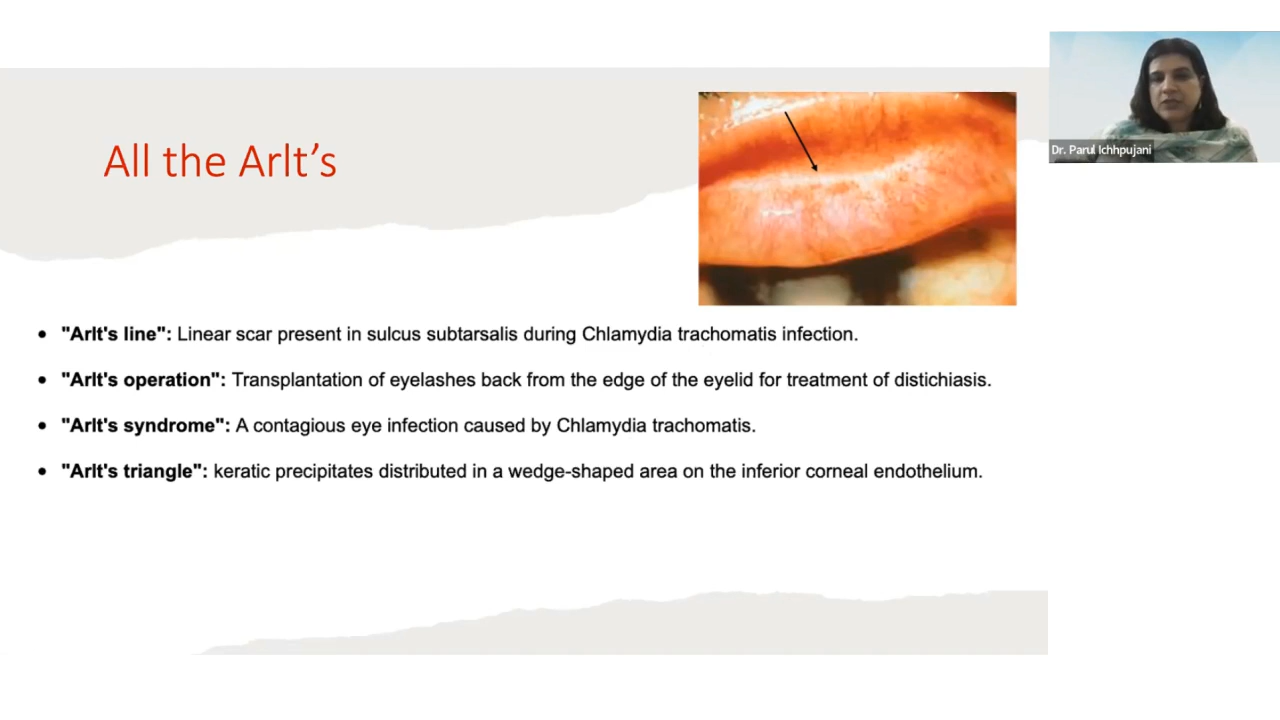 All the Arlt’s
Dr. Parul Ichhpujani
• "Arlt's line": Linear scar present in sulcus subtarsalis during Chlamydia trachomatis infection.
• "Arlt's operation": Transplantation of eyelashes back from the edge of the eyelid for treatment of distichiasis.
• "Arlt's syndrome": A contagious eye infection caused by Chlamydia trachomatis.
• "Arlt's triangle": keratic precipitates distributed in a wedge-shaped area on the inferior corneal endothelium.